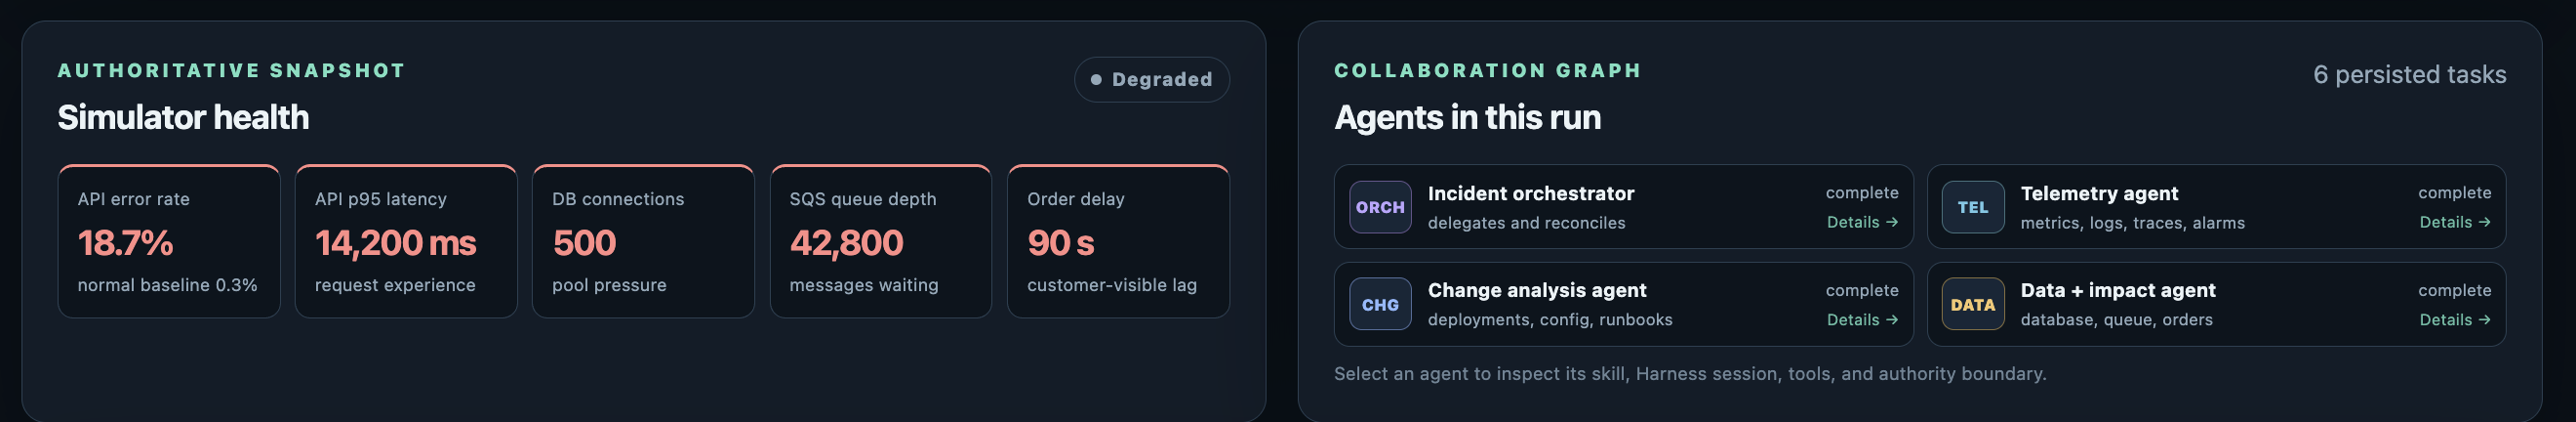 AUTHORITATIVE SNAPSHOT
Simulator health
Degraded
API error rate
18.7%
normal baseline 0.3%
API p95 latency
14,200 ms
request experience
DB connections
500
pool pressure
SQS queue depth
42,800
messages waiting
Order delay
90 s
customer-visible lag
COLLABORATION GRAPH
Agents in this run
6 persisted tasks
ORCH
Incident orchestrator
delegates and reconciles
complete
Details →
TEL
Telemetry agent
metrics, logs, traces, alarms
complete
Details →
CHG
Change analysis agent
deployments, config, runbooks
complete
Details →
DATA
Data + impact agent
database, queue, orders
complete
Details →
Select an agent to inspect its skill, Harness session, tools, and authority boundary.